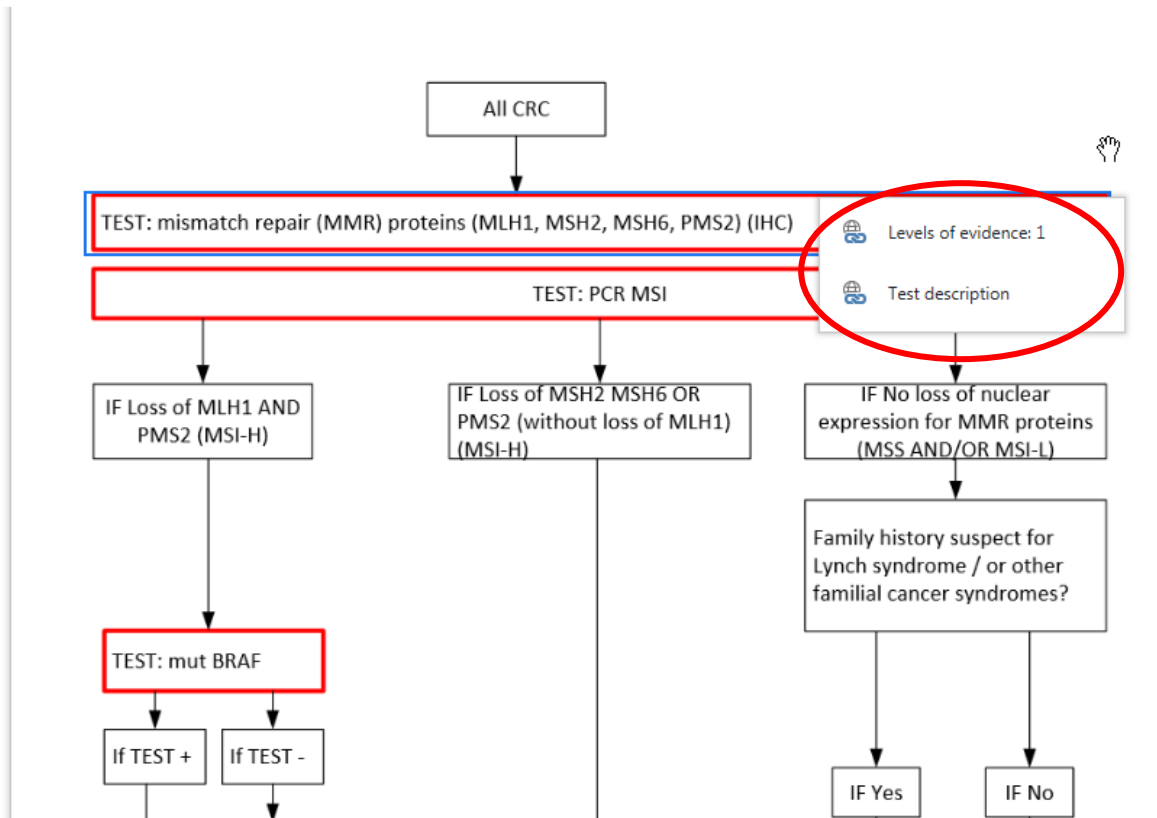 All CRC
TEST: mismatch repair (MMR) proteins (MLH1, MSH2, MSH6, PMS2) (IHC)
Levels of evidence: 1
TEST: PCR MSI
Test description
IF Loss of MLH1 AND
PMS2 (MSI-H)
IF Loss of MSH2 MSH6 OR
PMS2 (without loss of MLH1)
(MSI-H)
IF No loss of nuclear
expression for MMR proteins
(MSS AND/OR MSI-L)
Family history suspect for
Lynch syndrome / or other
familial cancer syndromes?
TEST: mut BRAF
If TEST +
If TEST -
IF Yes
IF No